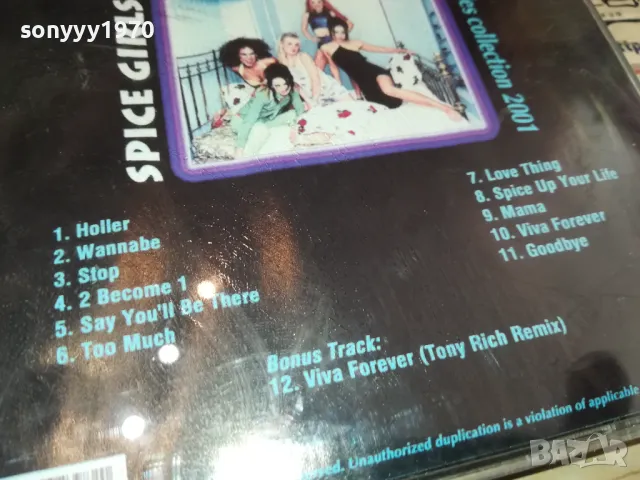 sonyyy1970
SPICE GIRLS
collection 2001
1. Holler
2. Wannabe
3. Stop
4. 2 Become 1
5. Say You'll Be There
6. Too Much
7. Love Thing
8. Spice Up Your Life
9. Mama
10. Viva Forever
11. Goodbye
Bonus Track:
12. Viva Forever (Tony Rich Remix)
Unauthorized duplication is a violation of applicable
BAZAR